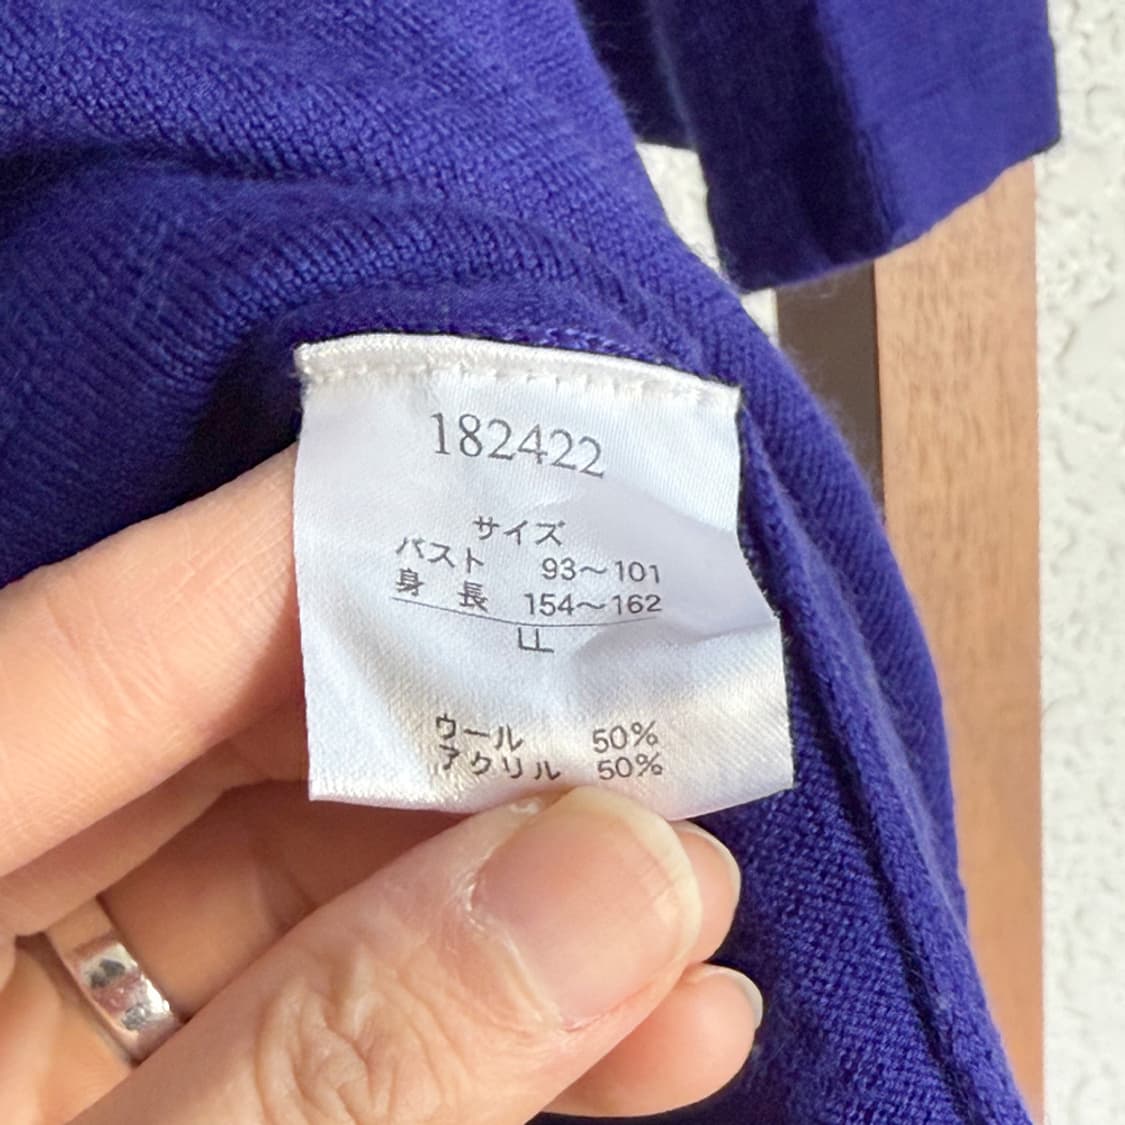 182422
サイズ
バスト 93～101
身長 154～162
LL
ウール 50%
アクリル 50%